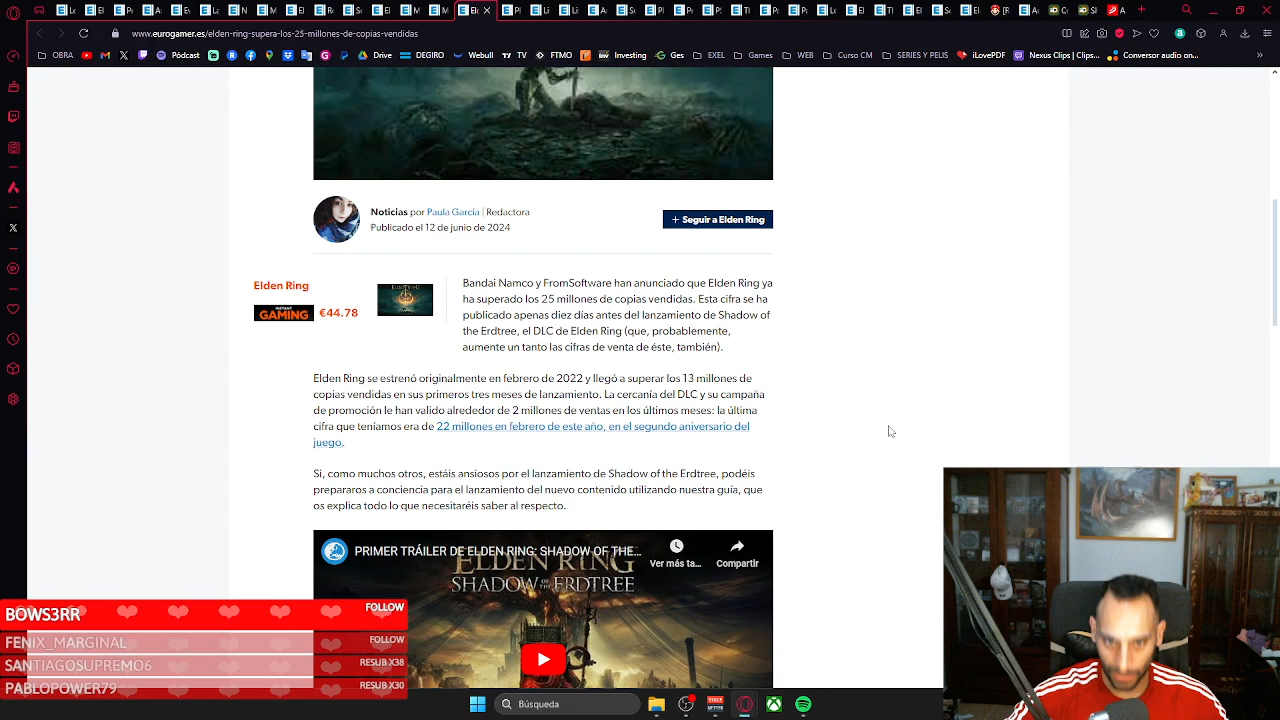 www.eurogamer.es/elden-ring-supera-los-25-millones-de-copias-vendidas
OBRA
Pódcast
Drive
DEGIRO
Webull
TV
FTMO
Investing
Ges
EXEL
Games
WEB
Curso CM
SERIES Y PELIS
iLovePDF
Nexus Clips | Clips...
Conversor audio on...
Noticias por Paula García | Redactora
Publicado el 12 de junio de 2024
+ Seguir a Elden Ring
Elden Ring
INSTANT GAMING
€44.78
ELDEN RING
Bandai Namco y FromSoftware han anunciado que Elden Ring ya
ha superado los 25 millones de copias vendidas. Esta cifra se ha
publicado apenas diez días antes del lanzamiento de Shadow of
the Erdtree, el DLC de Elden Ring (que, probablemente,
aumente un tanto las cifras de venta de éste, también).
Elden Ring se estrenó originalmente en febrero de 2022 y llegó a superar los 13 millones de
copias vendidas en sus primeros tres meses de lanzamiento. La cercanía del DLC y su campaña
de promoción le han valido alrededor de 2 millones de ventas en los últimos meses: la última
cifra que teníamos era de 22 millones en febrero de este año, en el segundo aniversario del
juego.
Si, como muchos otros, estáis ansiosos por el lanzamiento de Shadow of the Erdtree, podéis
prepararos a conciencia para el lanzamiento del nuevo contenido utilizando nuestra guía, que
os explica todo lo que necesitaréis saber al respecto.
PRIMER TRÁILER DE ELDEN RING: SHADOW OF THE...
Ver más ta...
Compartir
ELDEN RING
SHADOW OF THE ERDTREE
BOWS3RR FOLLOW
FENIX_MARGINAL FOLLOW
SANTIAGOSUPREMO6 RESUB X38
PABLOPOWER79 RESUB X30
Búsqueda